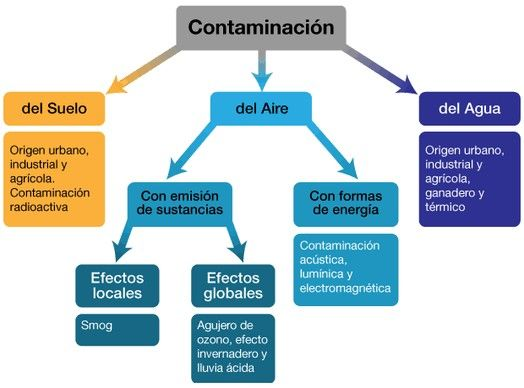 Contaminación
del Suelo
Origen urbano,
industrial y
agrícola.
Contaminación
radioactiva
del Aire
Con emisión
de sustancias
Efectos
locales
Smog
Efectos
globales
Agujero de
ozono, efecto
invernadero y
lluvia ácida
Con formas
de energía
Contaminación
acústica,
lumínica y
electromagnética
del Agua
Origen urbano,
industrial y
agrícola,
ganadero y
térmico